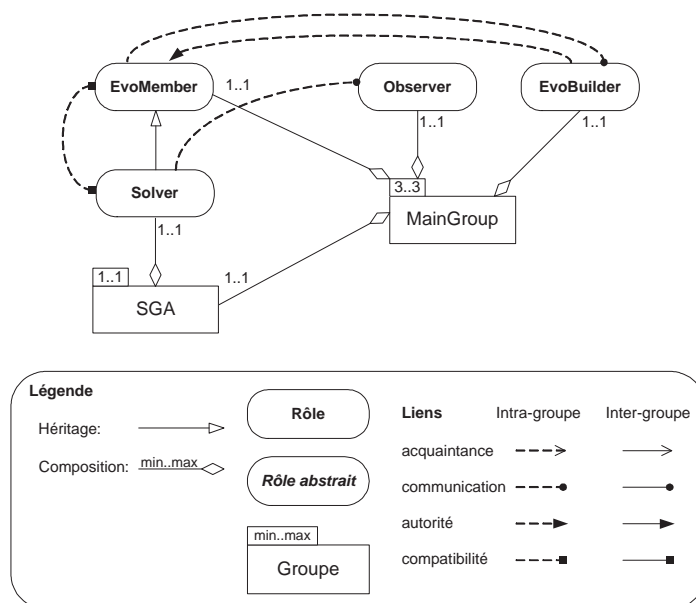 EvoMember
Observer
EvoBuilder
1..1
1..1
1..1
Solver
3..3
MainGroup
1..1
1..1
1..1
SGA
Légende
Héritage:
Composition:
min..max
Rôle
Rôle abstrait
min..max
Groupe
Liens
Intra-groupe
Inter-groupe
acquaintance
communication
autorité
compatibilité